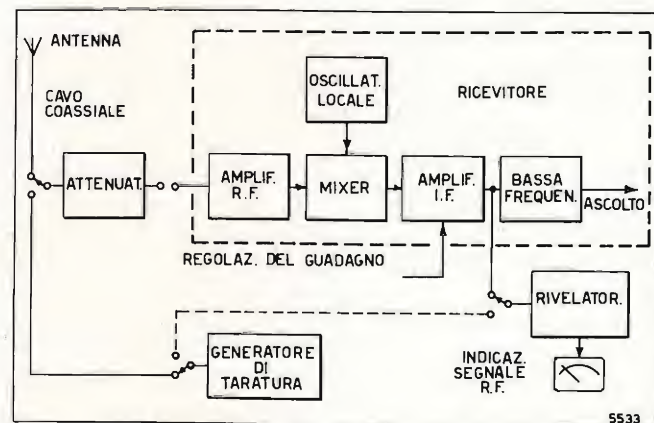 ANTENNA
CAVO
COASSIALE
ATTENUAT.
OSCILLAT.
LOCALE
RICEVITORE
AMPLIF.
R.F.
MIXER
AMPLIF.
I.F.
BASSA
FREQUEN.
ASCOLTO
REGOLAZ. DEL GUADAGNO
RIVELATOR.
GENERATORE
DI
TARATURA
INDICAZ.
SEGNALE
R.F.
5533